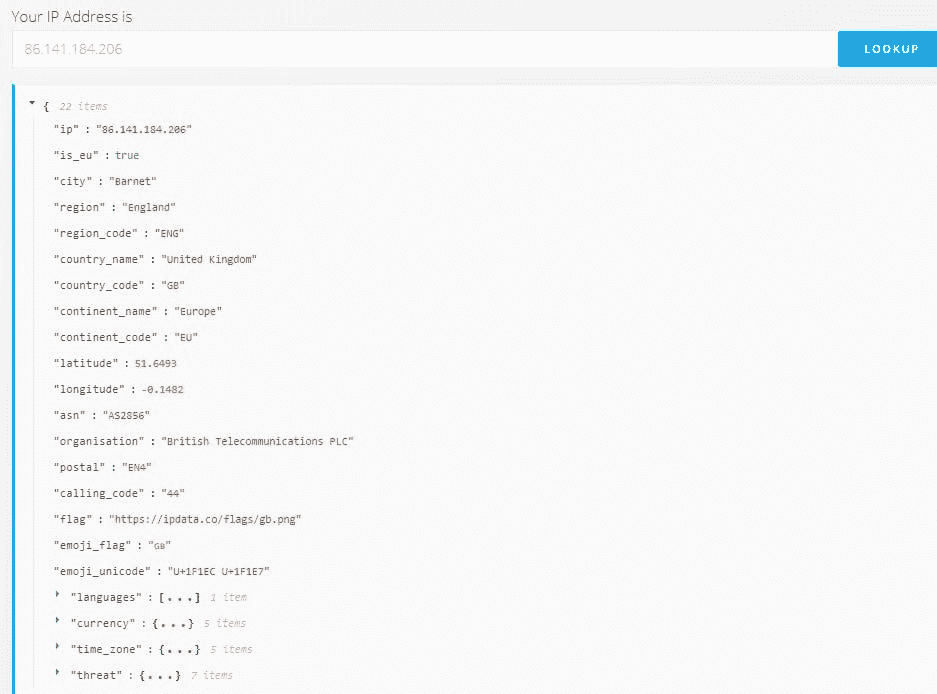 Your IP Address is
86.141.184.206
LOOKUP
{ 22 items
"ip" : "86.141.184.206"
"is_eu" : true
"city" : "Barnet"
"region" : "England"
"region_code" : "ENG"
"country_name" : "United Kingdom"
"country_code" : "GB"
"continent_name" : "Europe"
"continent_code" : "EU"
"latitude" : 51.6493
"longitude" : -0.1482
"asn" : "AS2856"
"organisation" : "British Telecommunications PLC"
"postal" : "EN4"
"calling_code" : "44"
"flag" : "https://ipdata.co/flags/gb.png"
"emoji_flag" : "GB"
"emoji_unicode" : "U+1F1EC U+1F1E7"
"languages" : [...] 1 item
"currency" : {...} 5 items
"time_zone" : {...} 5 items
"threat" : {...} 7 items